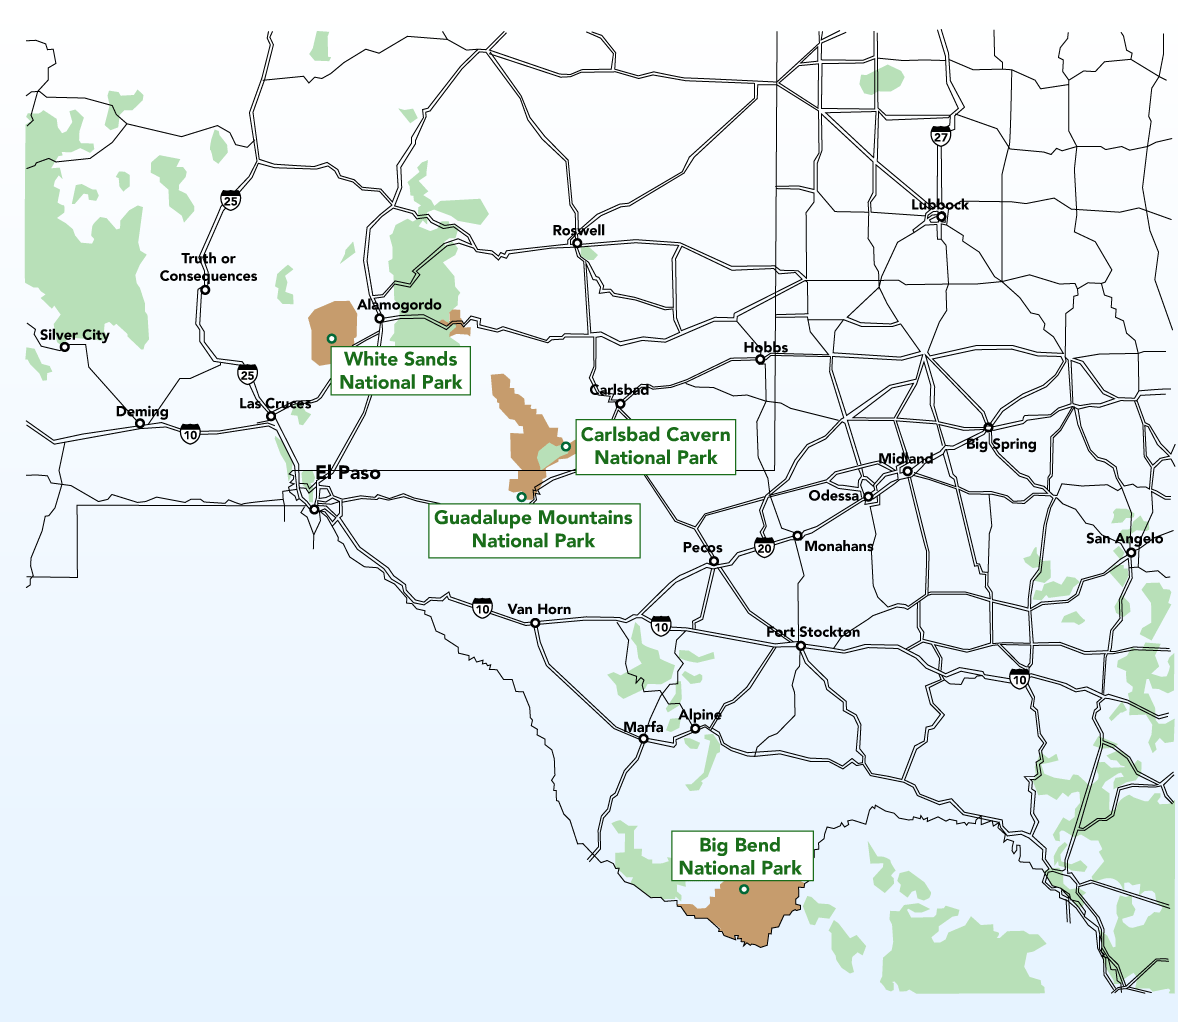 27
25
Lubbock
Roswell
Truth or
Consequences
Alamogordo
Silver City
Hobbs
White Sands
National Park
25
Carlsbad
Las Cruces
Deming
10
Carlsbad Cavern
National Park
Big Spring
Midland
El Paso
Odessa
Guadalupe Mountains
National Park
San Angelo
Pecos
20
Monahans
10
Van Horn
10
Fort Stockton
10
Alpine
Marfa
Big Bend
National Park